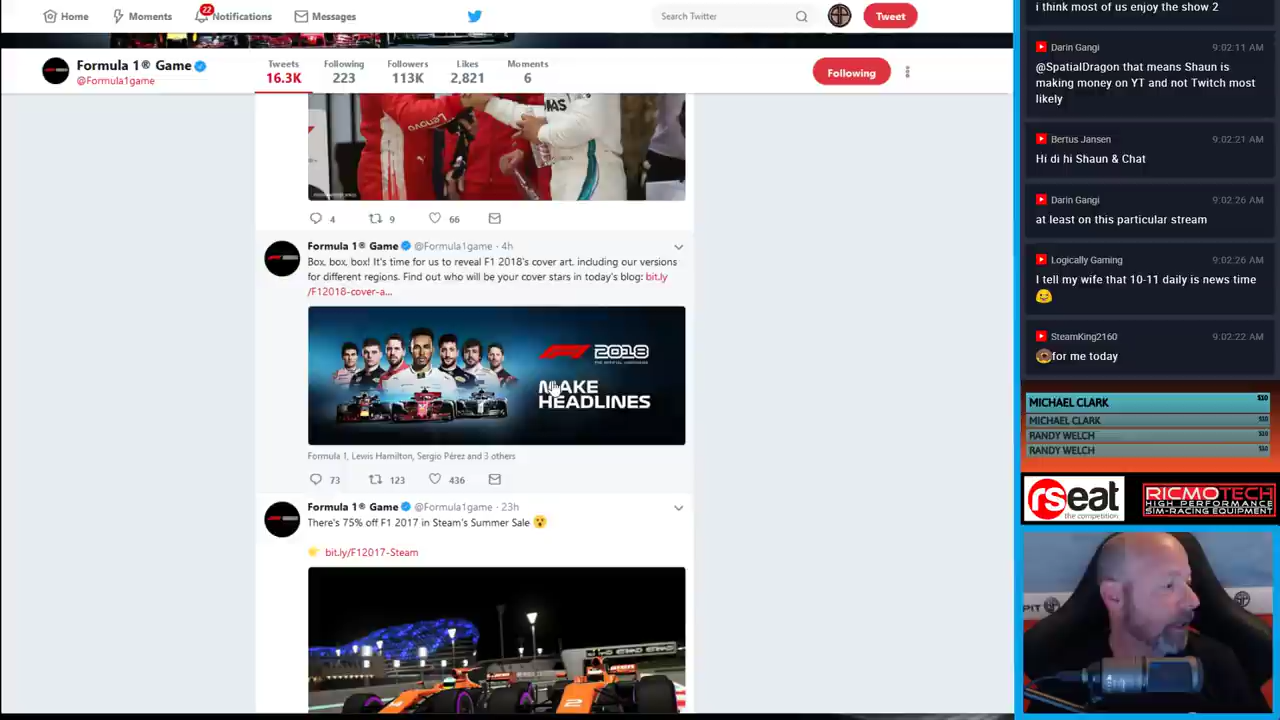 Home
Moments
22
Notifications
Messages
Search Twitter
Tweet
Formula 1® Game
@Formula1game
Tweets
16.3K
Following
223
Followers
113K
Likes
2,821
Moments
6
Following
Lenovo
4
9
66
Formula 1® Game @Formula1game · 4h
Box, box, box! It's time for us to reveal F1 2018's cover art, including our versions
for different regions. Find out who will be your cover stars in today's blog: bit.ly
/F12018-cover-a...
2018
MAKE
HEADLINES
Formula 1, Lewis Hamilton, Sergio Pérez and 3 others
73
123
436
Formula 1® Game @Formula1game · 23h
There's 75% off F1 2017 in Steam's Summer Sale 😮
👉 bit.ly/F12017-Steam
2
i think most of us enjoy the show 2
Darin Gangi
9:02:11 AM
@SpatialDragon that means Shaun is
making money on YT and not Twitch most
likely
Bertus Jansen
9:02:21 AM
Hi di hi Shaun & Chat
Darin Gangi
9:02:26 AM
at least on this particular stream
Logically Gaming
9:02:26 AM
I tell my wife that 10-11 daily is news time
😄
SteamKing2160
9:02:22 AM
🍩for me today
MICHAEL CLARK
$10
MICHAEL CLARK
$10
RANDY WELCH
$10
RANDY WELCH
$10
rseat
the competition
RICMOTECH
HIGH PERFORMANCE
SIM-RACING EQUIPMENT
PIT